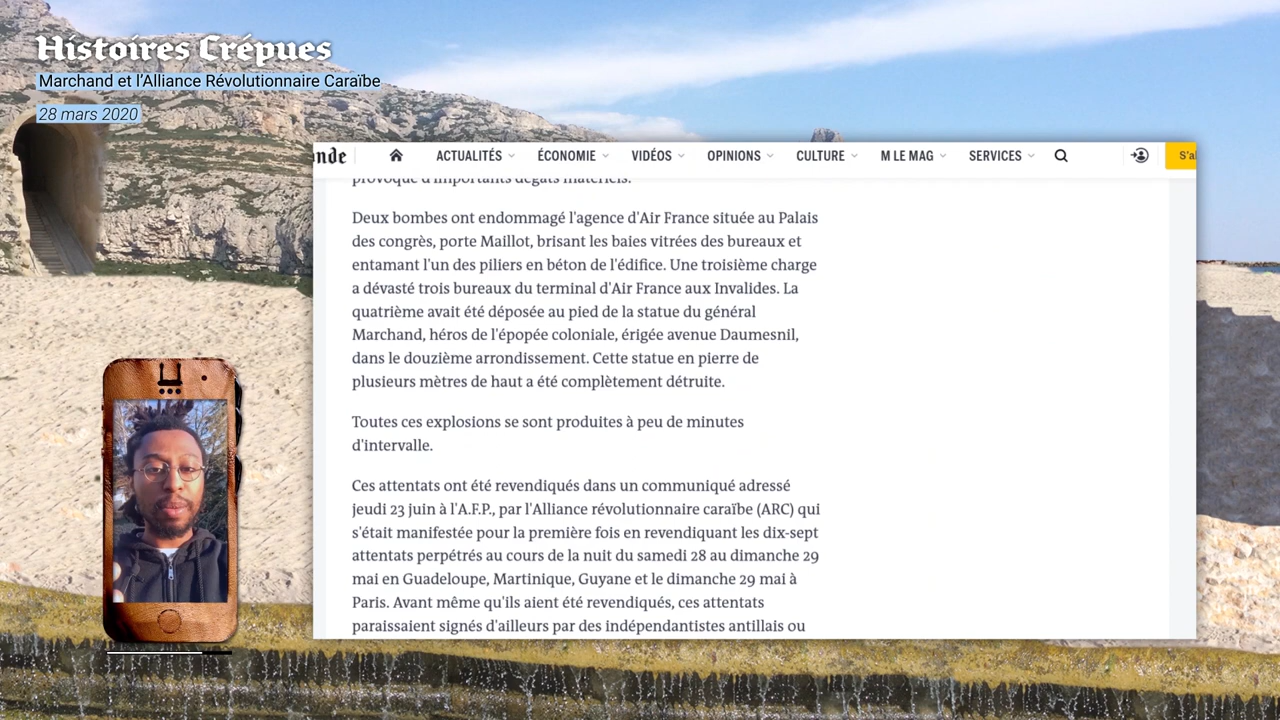 Histoires Crépues
Marchand et l'Alliance Révolutionnaire Caraïbe
28 mars 2020
nde
ACTUALITÉS ÉCONOMIE VIDÉOS OPINIONS CULTURE M LE MAG SERVICES S'a
provoqué d'importants dégâts matériels.
Deux bombes ont endommagé l'agence d'Air France située au Palais
des congrès, porte Maillot, brisant les baies vitrées des bureaux et
entamant l'un des piliers en béton de l'édifice. Une troisième charge
a dévasté trois bureaux du terminal d'Air France aux Invalides. La
quatrième avait été déposée au pied de la statue du général
Marchand, héros de l'épopée coloniale, érigée avenue Daumesnil,
dans le douzième arrondissement. Cette statue en pierre de
plusieurs mètres de haut a été complètement détruite.
Toutes ces explosions se sont produites à peu de minutes
d'intervalle.
Ces attentats ont été revendiqués dans un communiqué adressé
jeudi 23 juin à l'A.F.P., par l'Alliance révolutionnaire caraïbe (ARC) qui
s'était manifestée pour la première fois en revendiquant les dix-sept
attentats perpétrés au cours de la nuit du samedi 28 au dimanche 29
mai en Guadeloupe, Martinique, Guyane et le dimanche 29 mai à
Paris. Avant même qu'ils aient été revendiqués, ces attentats
paraissaient signés d'ailleurs par des indépendantistes antillais ou